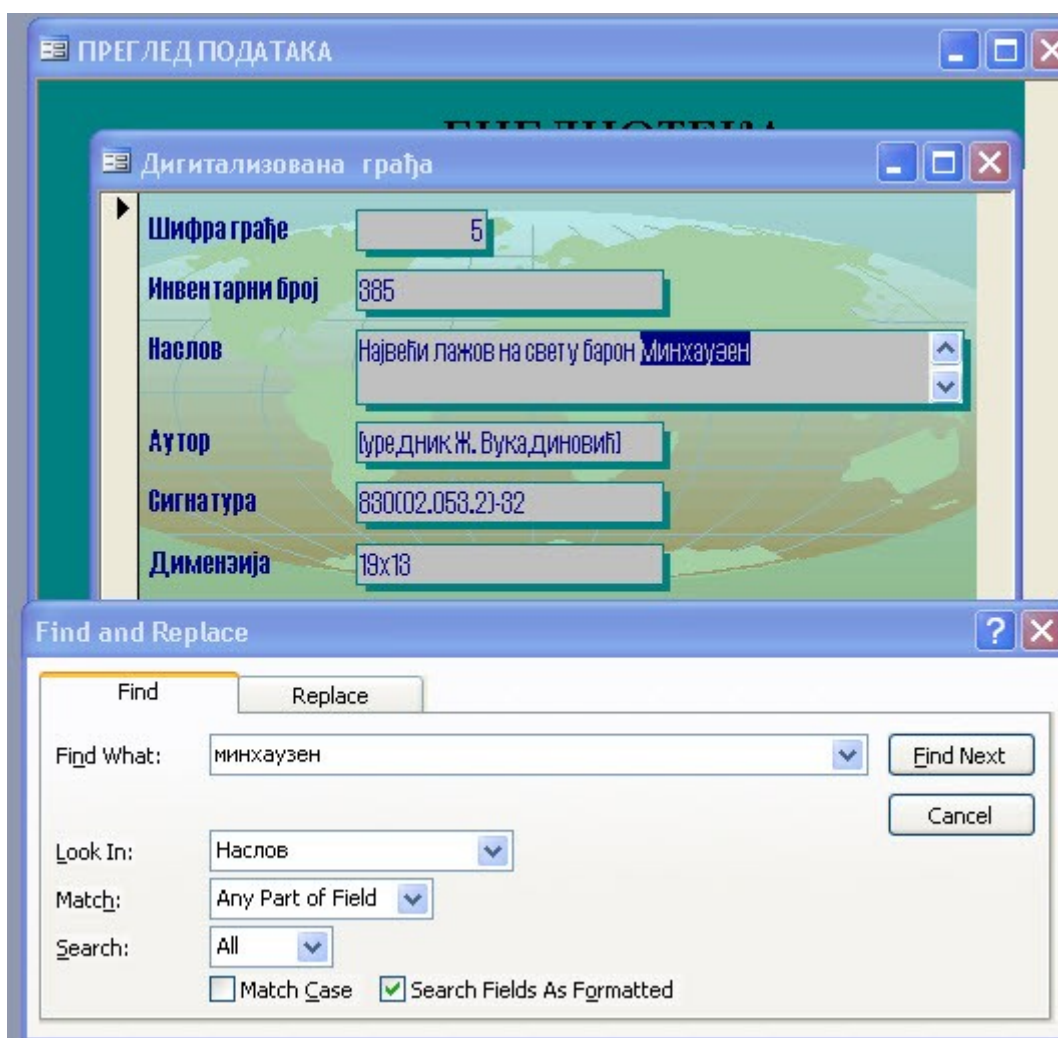 ПРЕГЛЕД ПОДАТАКА
Дигитализована грађа
Шифра грађе 5
Инвентарни број 385
Наслов Највећи лажов на свету барон Минхаузен
Аутор [уредник Ж. Вукадиновић]
Сигнатура 830(02.053.2)-32
Димензија 19x13
Find and Replace
Find Replace
Find What: минхаузен Find Next
Cancel
Look In: Наслов
Match: Any Part of Field
Search: All
Match Case Search Fields As Formatted